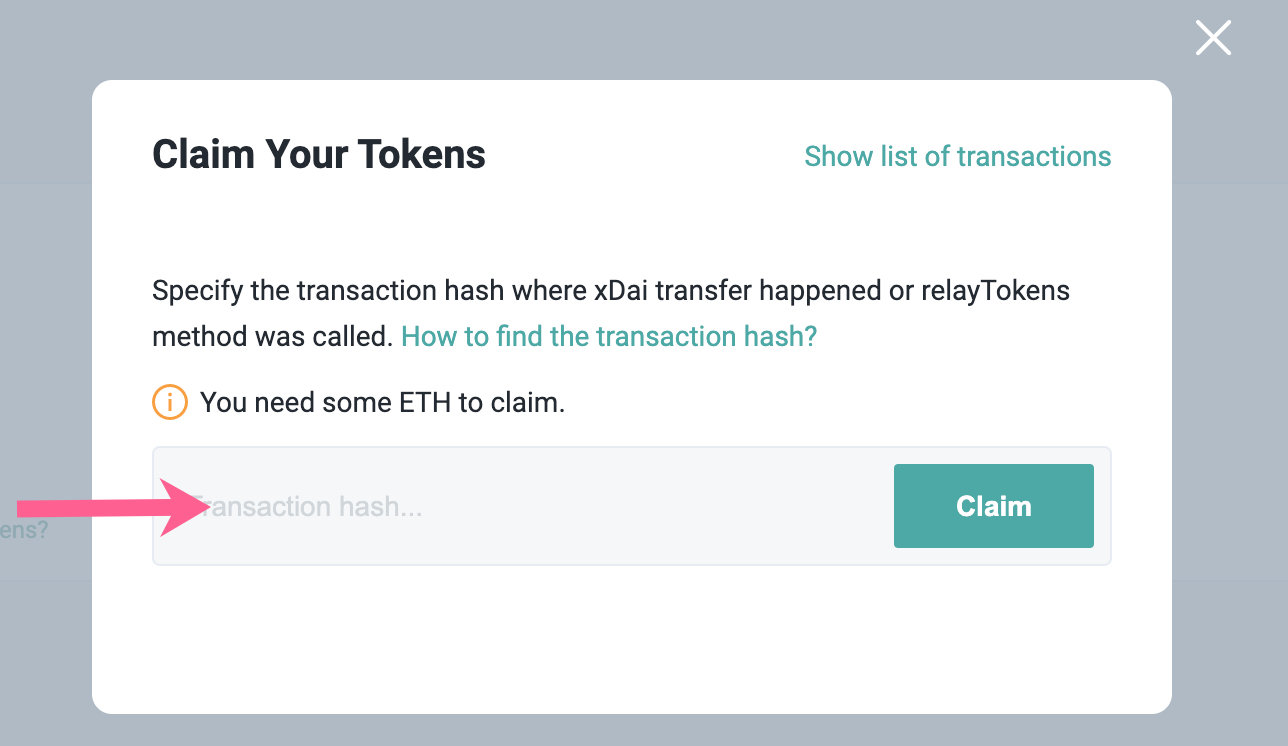 Claim Your Tokens
Show list of transactions
Specify the transaction hash where xDai transfer happened or relayTokens
method was called. How to find the transaction hash?
You need some ETH to claim.
Transaction hash...
Claim
ens?